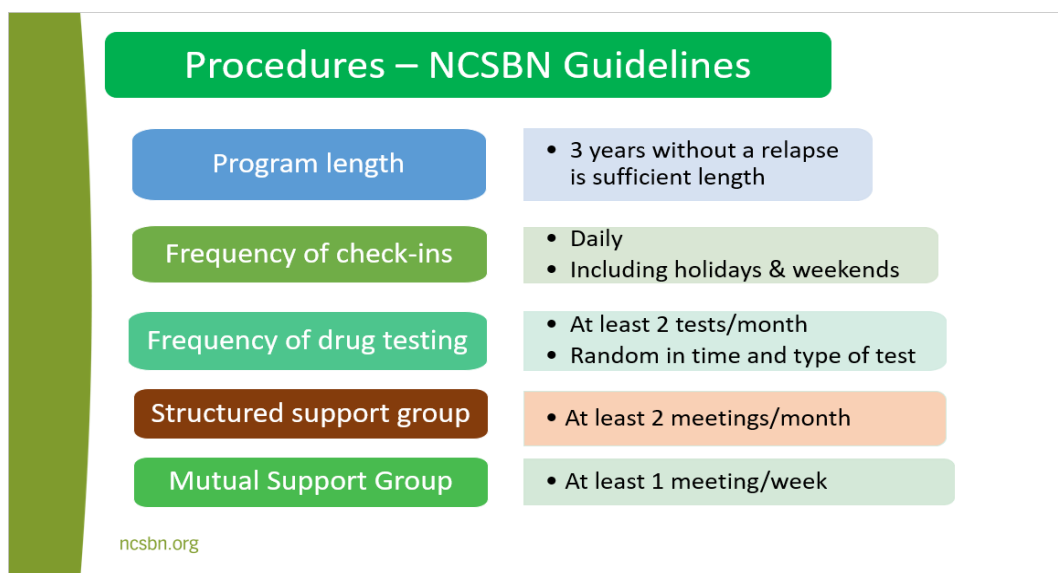 Procedures – NCSBN Guidelines
Program length
• 3 years without a relapse
is sufficient length
Frequency of check-ins
• Daily
• Including holidays & weekends
Frequency of drug testing
• At least 2 tests/month
• Random in time and type of test
Structured support group
• At least 2 meetings/month
Mutual Support Group
• At least 1 meeting/week
ncsbn.org